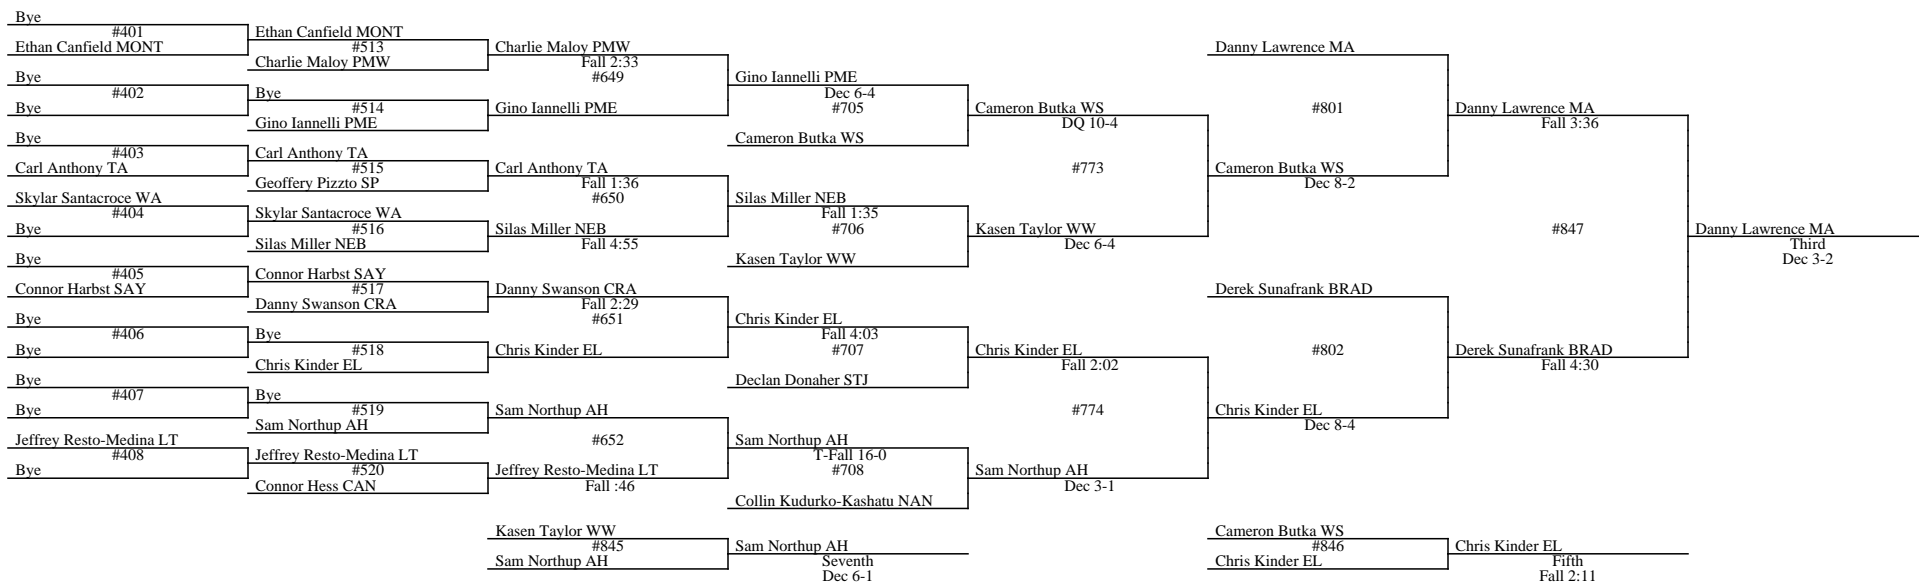 Bye
#401
Ethan Canfield MONT
Bye
#402
Bye
Bye
#403
Carl Anthony TA
Skylar Santacroce WA
#404
Bye
Bye
#405
Connor Harbst SAY
Bye
#406
Bye
Bye
#407
Bye
Jeffrey Resto-Medina LT
#408
Bye
Ethan Canfield MONT
#513
Charlie Maloy PMW
Bye
#514
Gino Iannelli PME
Carl Anthony TA
#515
Geoffery Pizzto SP
Skylar Santacroce WA
#516
Silas Miller NEB
Connor Harbst SAY
#517
Danny Swanson CRA
Bye
#518
Chris Kinder EL
Bye
#519
Sam Northup AH
Jeffrey Resto-Medina LT
#520
Connor Hess CAN
Charlie Maloy PMW
Fall 2:33
#649
Gino Iannelli PME
Carl Anthony TA
Fall 1:36
#650
Silas Miller NEB
Fall 4:55
Danny Swanson CRA
Fall 2:29
#651
Chris Kinder EL
Sam Northup AH
#652
Jeffrey Resto-Medina LT
Fall :46
Gino Iannelli PME
Dec 6-4
#705
Cameron Butka WS
Silas Miller NEB
Fall 1:35
#706
Kasen Taylor WW
Chris Kinder EL
Fall 4:03
#707
Declan Donaher STJ
Sam Northup AH
T-Fall 16-0
#708
Collin Kudurko-Kashatu NAN
Cameron Butka WS
DQ 10-4
#773
Kasen Taylor WW
Dec 6-4
Chris Kinder EL
Fall 2:02
#774
Sam Northup AH
Dec 3-1
Danny Lawrence MA
#801
Cameron Butka WS
Dec 8-2
Derek Sunafrank BRAD
#802
Chris Kinder EL
Dec 8-4
Danny Lawrence MA
Fall 3:36
#847
Derek Sunafrank BRAD
Fall 4:30
Danny Lawrence MA
Third
Dec 3-2
Kasen Taylor WW
#845
Sam Northup AH
Sam Northup AH
Seventh
Dec 6-1
Cameron Butka WS
#846
Chris Kinder EL
Chris Kinder EL
Fifth
Fall 2:11